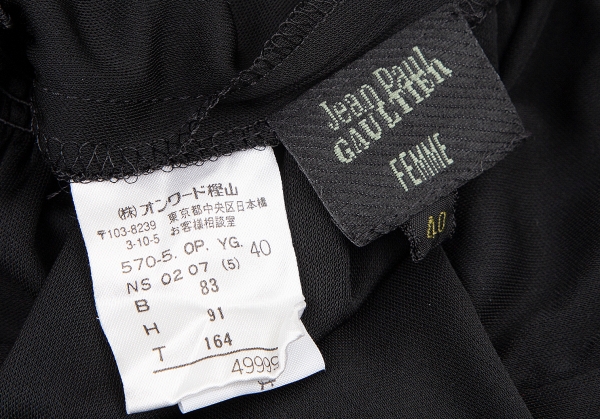 Jean Paul
GAULTIER
FEMME
40
(株)オンワード樫山
〒103-8239 東京都中央区日本橋
3-10-5 お客様相談室
570-5. OP. YG. 40
NS 02 07 (5)
B 83
H 91
T 164